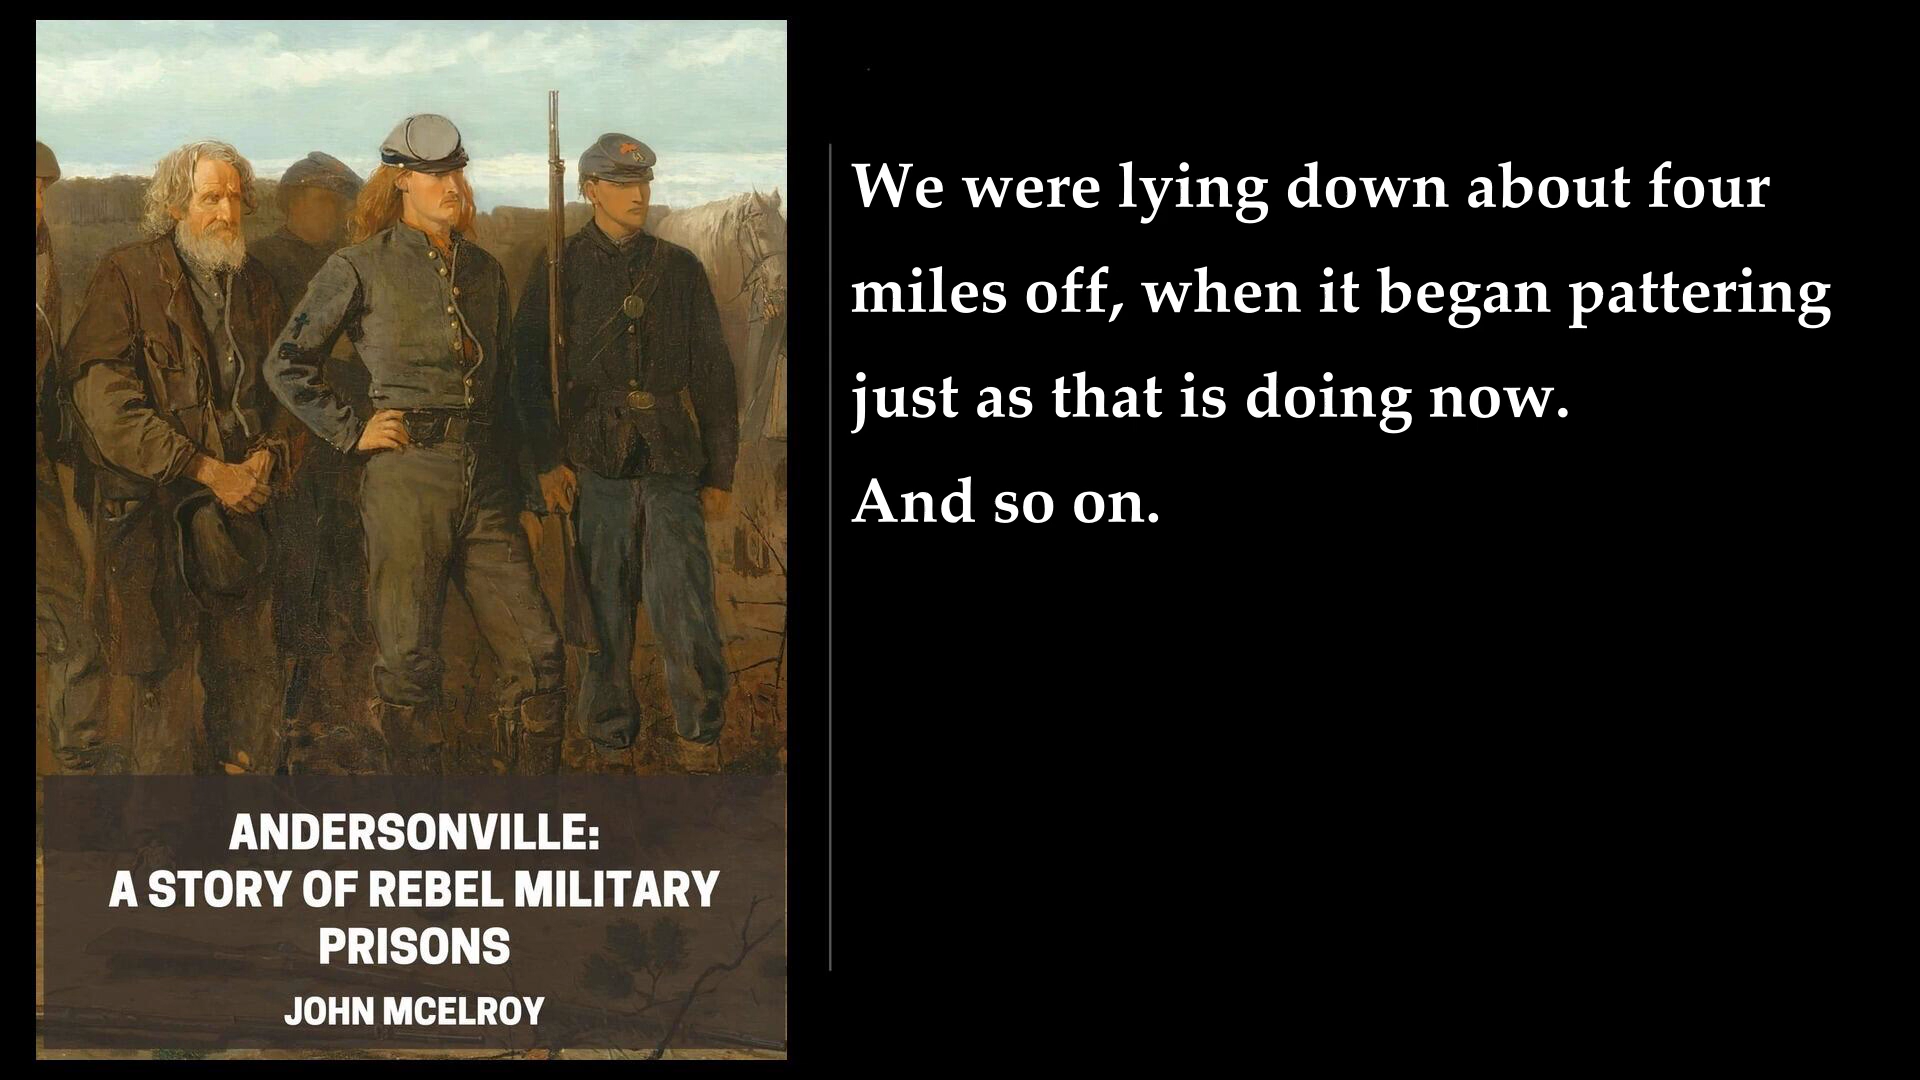 ANDERSONVILLE:
A STORY OF REBEL MILITARY
PRISONS
JOHN MCELROY
We were lying down about four
miles off, when it began pattering
just as that is doing now.
And so on.